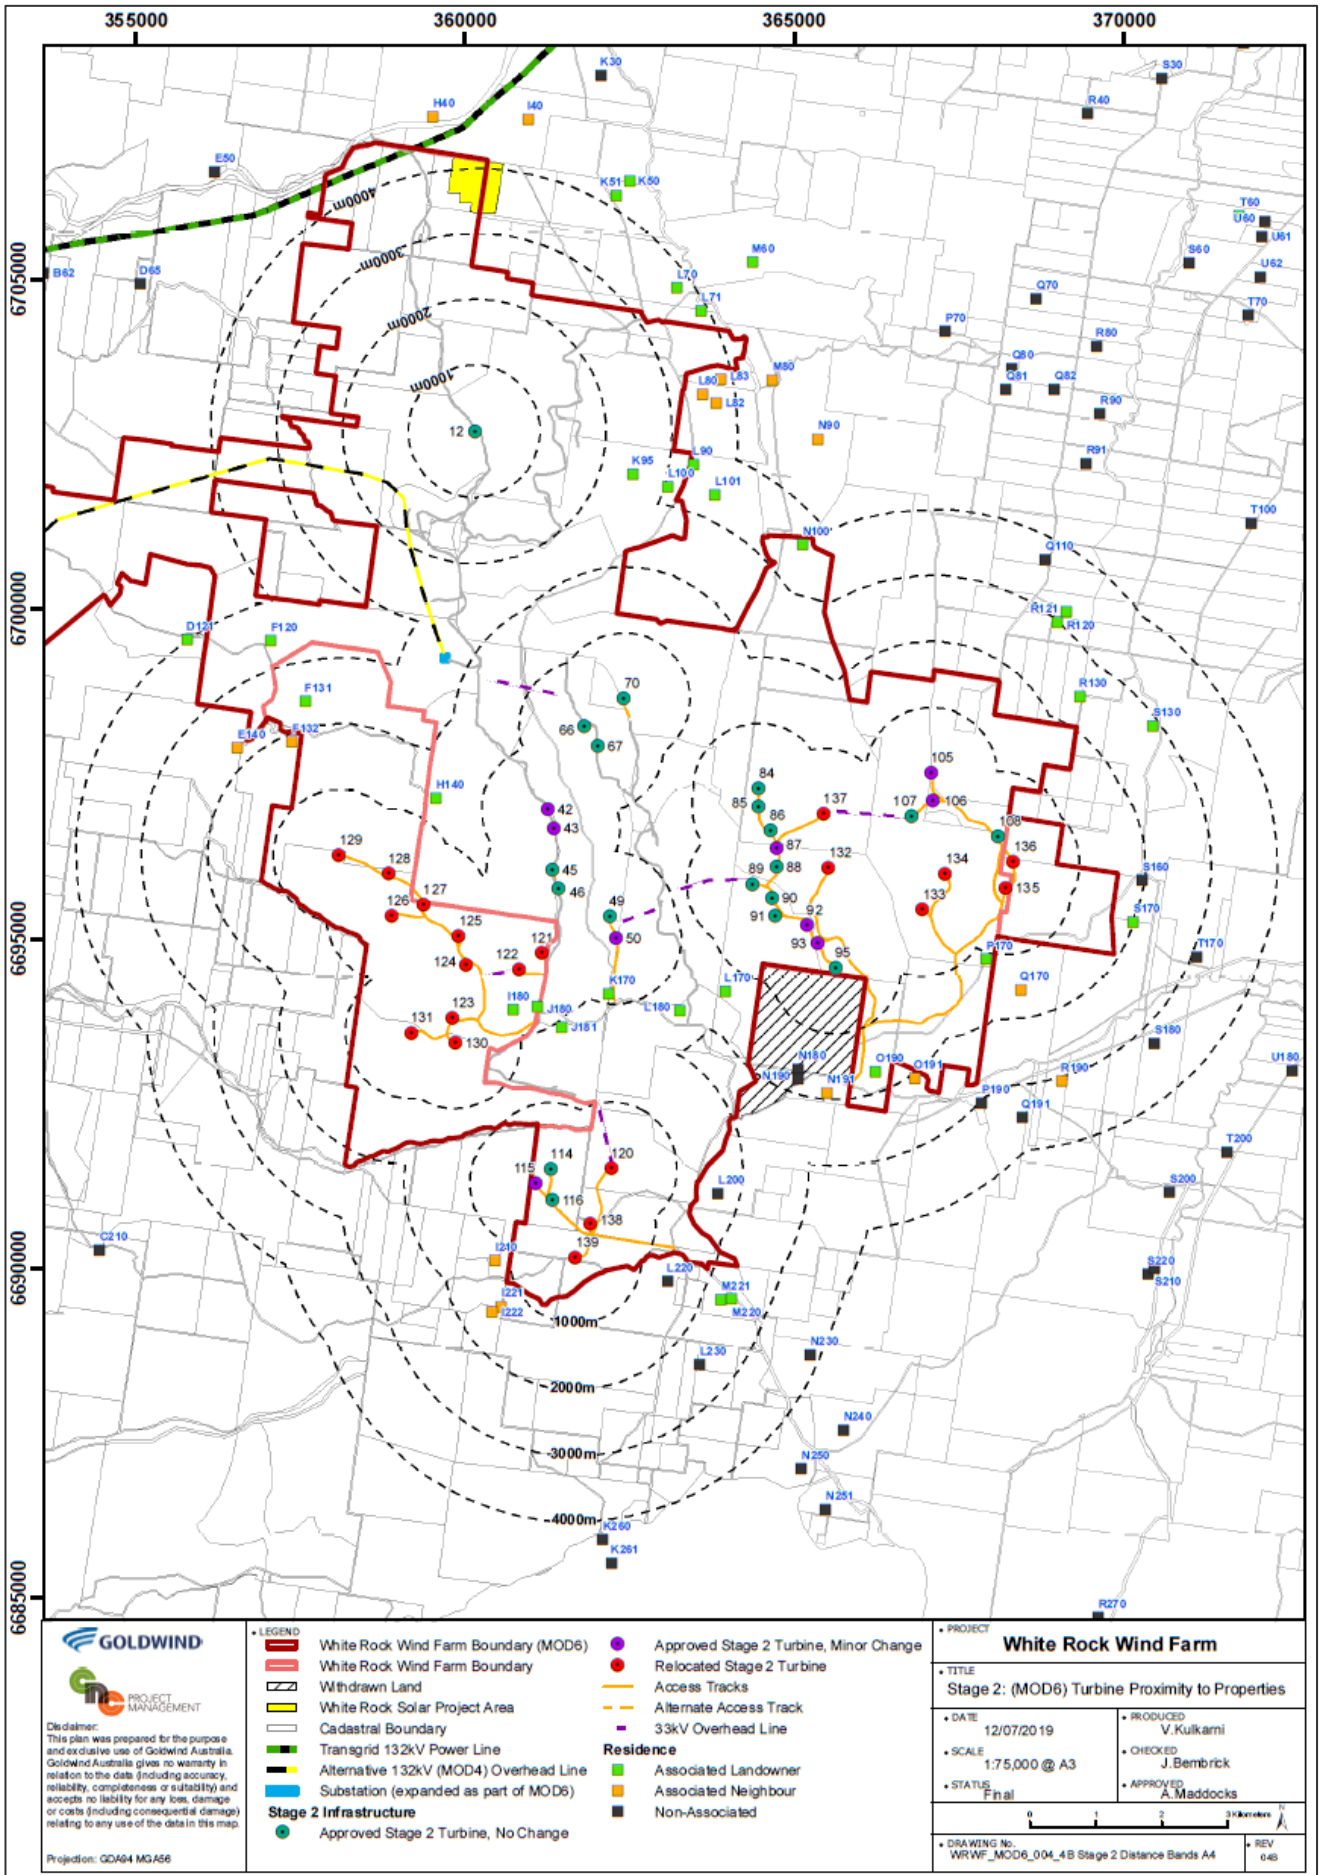 355000 360000 365000 370000
K30
S30
H40
I40
R40
E50
K51
K50
4000m
T60
U60
U61
3000m
M60
S60
B62
D65
6705000
L70
U62
Q70
L71
2000m
T70
P70
R80
1000m
L80
L83
M80
Q80
Q81
Q82
L82
12
N90
R90
K95
L90
R91
L100
L101
T100
N100
Q110
6700000
D121
F120
R121
R120
70
F131
R130
66
67
S130
E140
F132
105
84
H140
42
85
137
107
106
43
86
108
87
129
128
45
89
88
132
134
136
127
46
90
133
135
S160
126
49
91
92
125
50
93
S170
6695000
124
122
121
95
P170
T170
I180
K170
L170
Q170
123
J180
L180
J181
131
130
N180
O190
O191
S180
N190
N191
R190
U180
P190
Q191
114
120
T200
115
116
L200
S200
138
C210
139
I210
S220
S210
6690000
L220
I221
I222
M221
M220
1000m
N230
L230
2000m
N240
3000m
N250
N251
4000m
K260
K261
6685000
R270
GOLDWIND
PROJECT
MANAGEMENT
Disclaimer:
This plan was prepared for the purpose
and exclusive use of Goldwind Australia.
Goldwind Australia gives no warranty in
relation to the data (including accuracy,
reliability, completeness or suitability) and
accepts no liability for any loss, damage
or costs (including consequential damage)
relating to any use of the data in this map.
Projection: GDA94 MGA56
LEGEND
White Rock Wind Farm Boundary (MOD6)
White Rock Wind Farm Boundary
Withdrawn Land
White Rock Solar Project Area
Cadastral Boundary
Transgrid 132kV Power Line
Alternative 132kV (MOD4) Overhead Line
Substation (expanded as part of MOD6)
Stage 2 Infrastructure
Approved Stage 2 Turbine, No Change
Approved Stage 2 Turbine, Minor Change
Relocated Stage 2 Turbine
Access Tracks
Alternate Access Track
33kV Overhead Line
Residence
Associated Landowner
Associated Neighbour
Non-Associated
PROJECT
White Rock Wind Farm
TITLE
Stage 2: (MOD6) Turbine Proximity to Properties
DATE
12/07/2019
PRODUCED
V.Kulkarni
SCALE
1:75,000 @ A3
CHECKED
J.Bembrick
STATUS
Final
APPROVED
A.Maddocks
0 1 2 3 Kilometers
N
DRAWING No.
WRWF_MOD6_004_4B Stage 2 Distance Bands A4
REV
04B